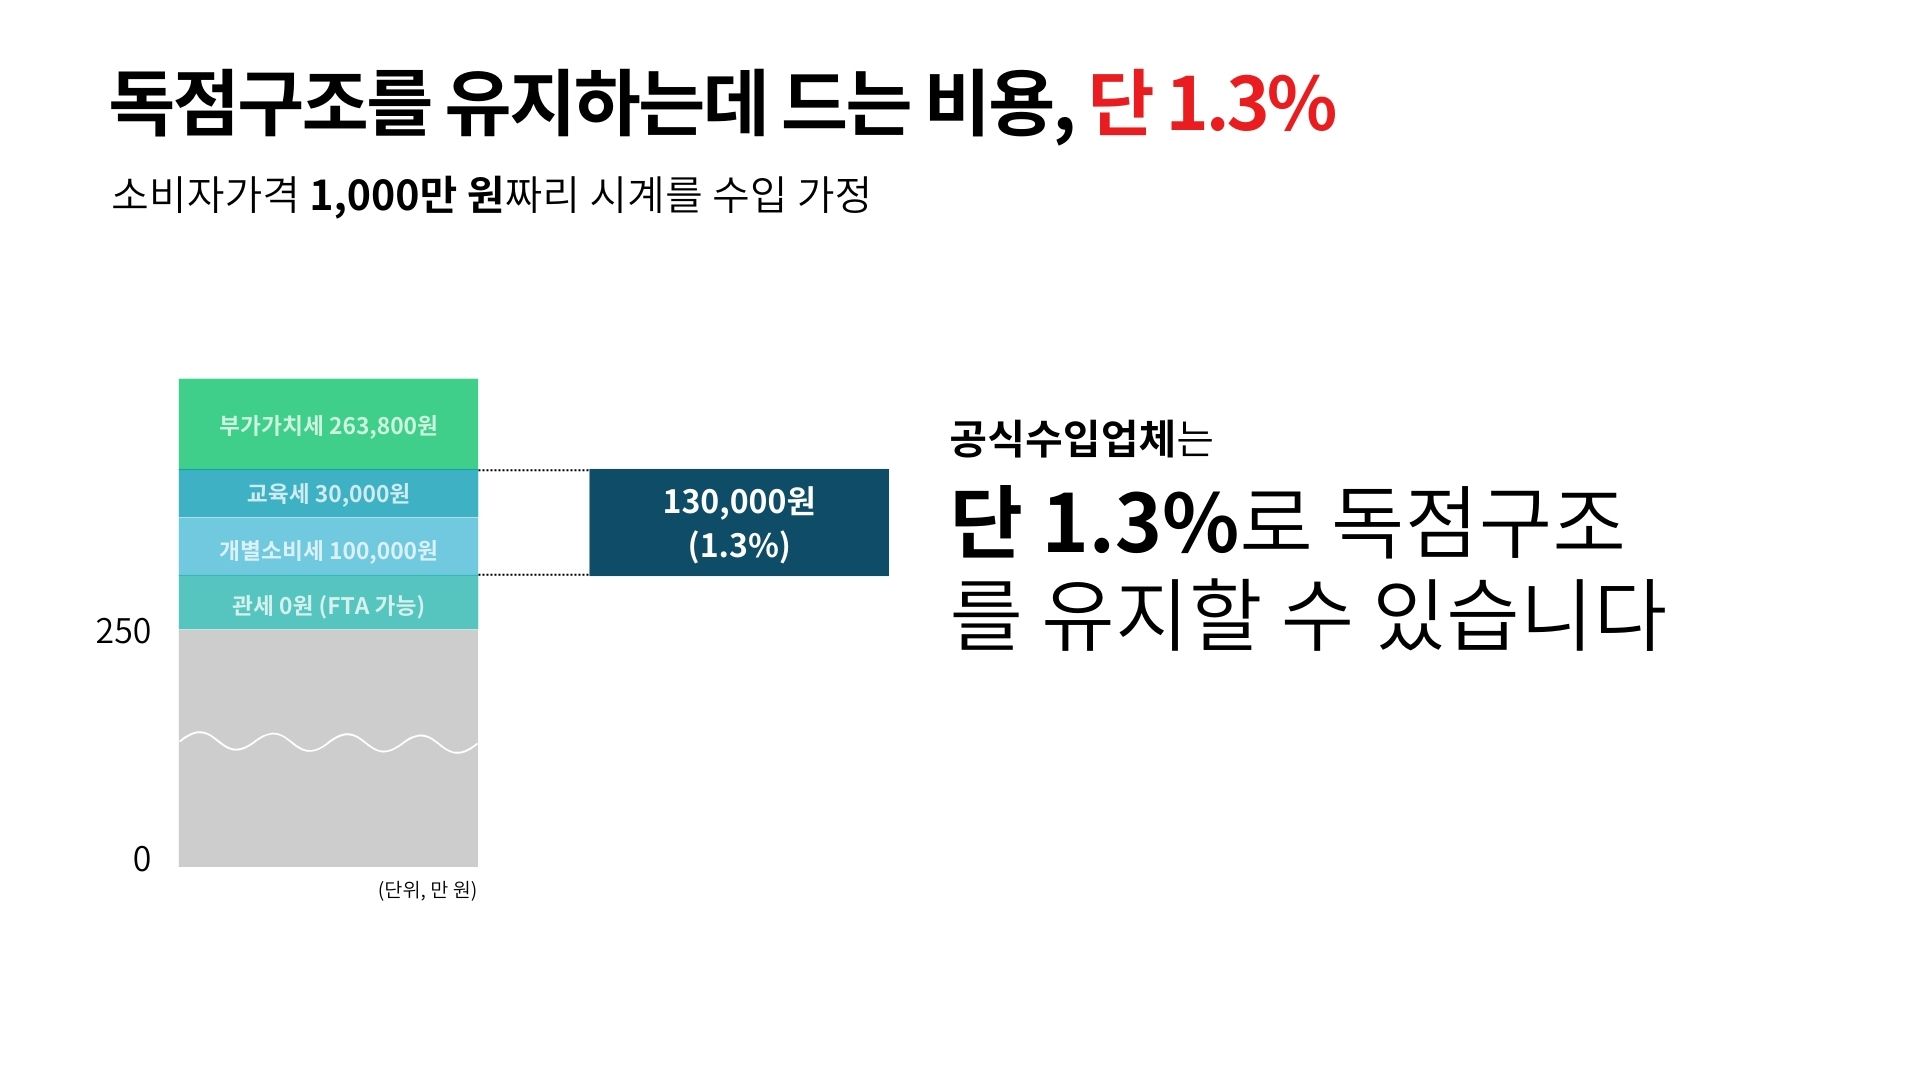 독점구조를 유지하는데 드는 비용, 단 1.3%
소비자가격 1,000만 원짜리 시계를 수입 가정
부가가치세 263,800원
교육세 30,000원
개별소비세 100,000원
관세 0원 (FTA 가능)
250
0
(단위, 만 원)
130,000원
(1.3%)
공식수입업체는
단 1.3%로 독점구조
를 유지할 수 있습니다